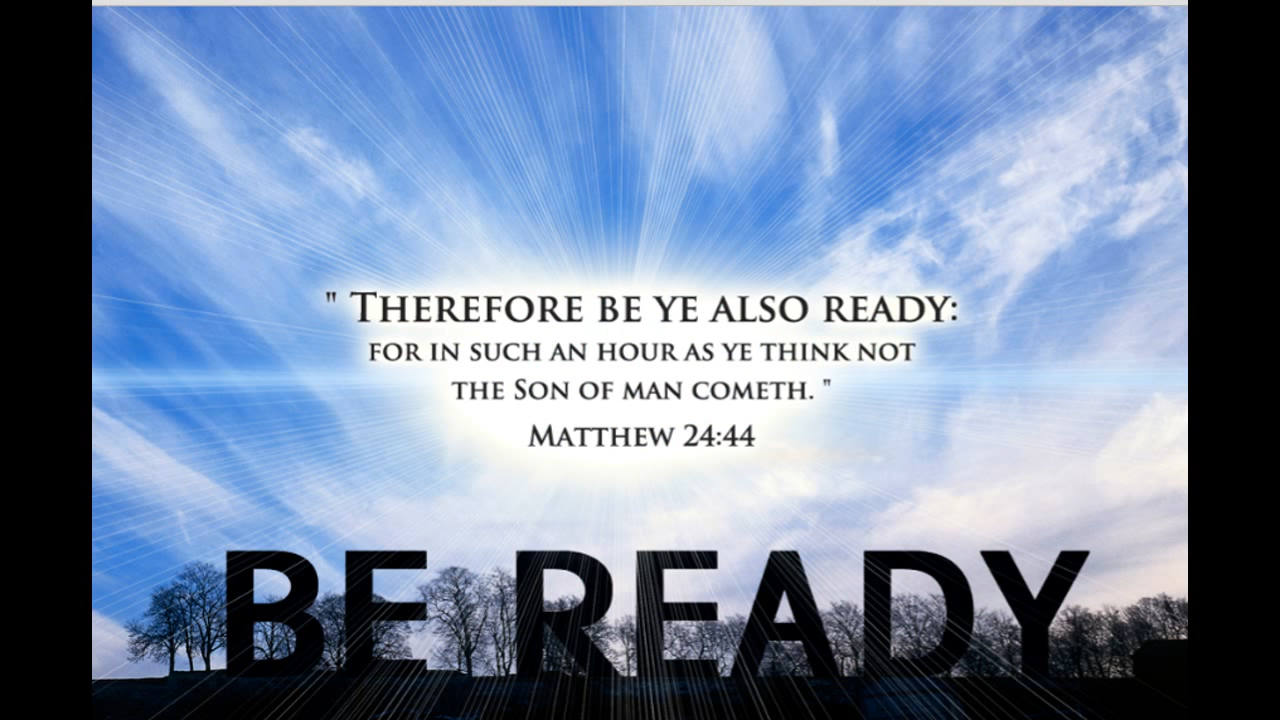 " Therefore be ye also ready:
for in such an hour as ye think not
the Son of man cometh. "
Matthew 24:44
BE READY